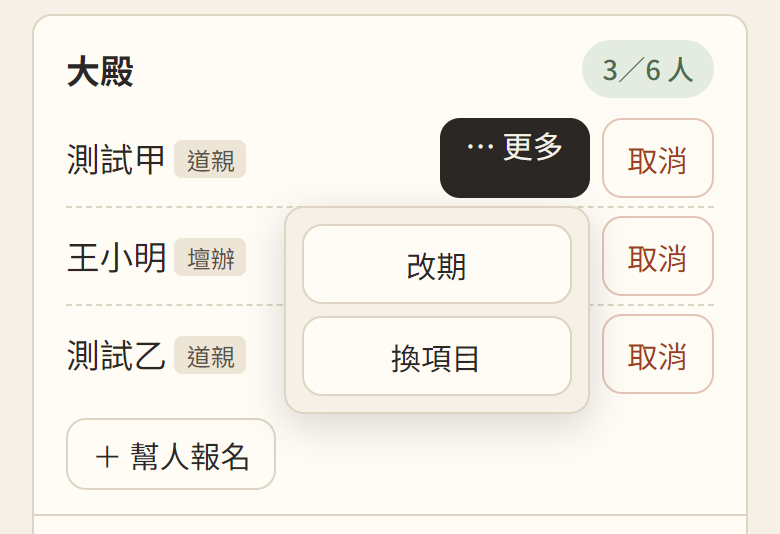 大殿 3／6 人
測試甲 道親 … 更多 取消
王小明 壇辦 取消
改期
測試乙 道親 取消
換項目
＋ 幫人報名